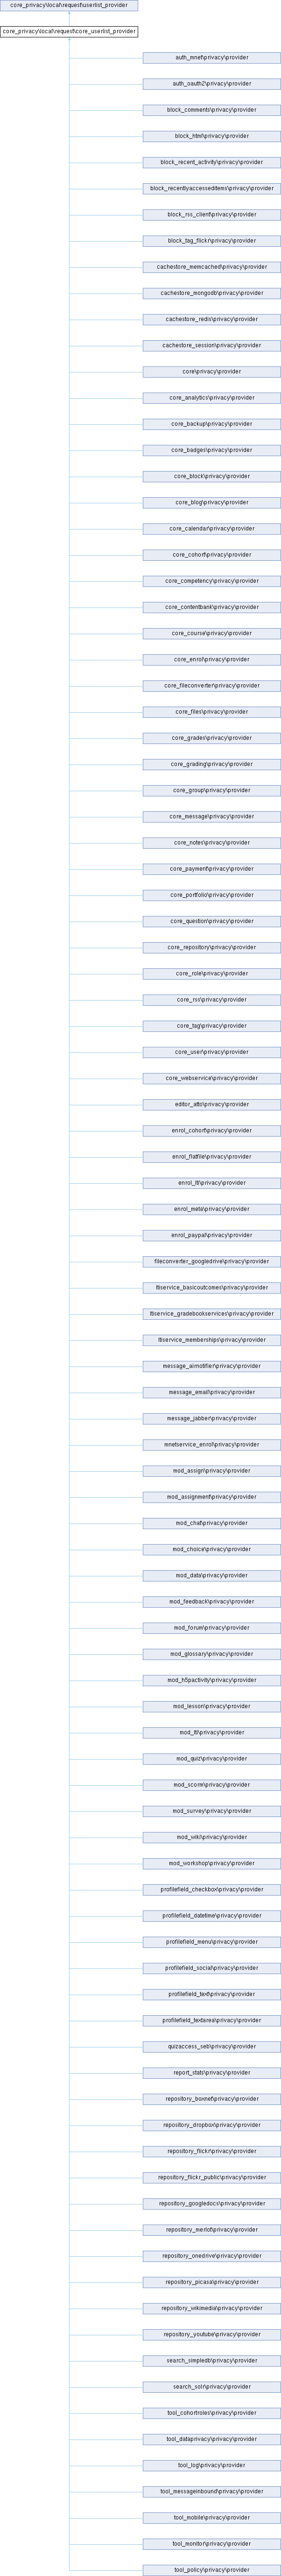 core_privacy\local\request\userlist_provider
core_privacy\local\request\core_userlist_provider
auth_mnet\privacy\provider
auth_oauth2\privacy\provider
block_comments\privacy\provider
block_html\privacy\provider
block_recent_activity\privacy\provider
block_recentlyaccesseditems\privacy\provider
block_rss_client\privacy\provider
block_tag_flickr\privacy\provider
cachestore_memcached\privacy\provider
cachestore_mongodb\privacy\provider
cachestore_redis\privacy\provider
cachestore_session\privacy\provider
core\privacy\provider
core_analytics\privacy\provider
core_backup\privacy\provider
core_badges\privacy\provider
core_block\privacy\provider
core_blog\privacy\provider
core_calendar\privacy\provider
core_cohort\privacy\provider
core_competency\privacy\provider
core_contentbank\privacy\provider
core_course\privacy\provider
core_enrol\privacy\provider
core_fileconverter\privacy\provider
core_files\privacy\provider
core_grades\privacy\provider
core_grading\privacy\provider
core_group\privacy\provider
core_message\privacy\provider
core_notes\privacy\provider
core_payment\privacy\provider
core_portfolio\privacy\provider
core_question\privacy\provider
core_repository\privacy\provider
core_role\privacy\provider
core_rss\privacy\provider
core_tag\privacy\provider
core_user\privacy\provider
core_webservice\privacy\provider
editor_atto\privacy\provider
enrol_cohort\privacy\provider
enrol_flatfile\privacy\provider
enrol_lti\privacy\provider
enrol_meta\privacy\provider
enrol_paypal\privacy\provider
fileconverter_googledrive\privacy\provider
ltiservice_basicoutcomes\privacy\provider
ltiservice_gradebookservices\privacy\provider
ltiservice_memberships\privacy\provider
message_airnotifier\privacy\provider
message_email\privacy\provider
message_jabber\privacy\provider
mnetservice_enrol\privacy\provider
mod_assign\privacy\provider
mod_assignment\privacy\provider
mod_chat\privacy\provider
mod_choice\privacy\provider
mod_data\privacy\provider
mod_feedback\privacy\provider
mod_forum\privacy\provider
mod_glossary\privacy\provider
mod_h5pactivity\privacy\provider
mod_lesson\privacy\provider
mod_lti\privacy\provider
mod_quiz\privacy\provider
mod_scorm\privacy\provider
mod_survey\privacy\provider
mod_wiki\privacy\provider
mod_workshop\privacy\provider
profilefield_checkbox\privacy\provider
profilefield_datetime\privacy\provider
profilefield_menu\privacy\provider
profilefield_social\privacy\provider
profilefield_text\privacy\provider
profilefield_textarea\privacy\provider
quizaccess_seb\privacy\provider
report_stats\privacy\provider
repository_boxnet\privacy\provider
repository_dropbox\privacy\provider
repository_flickr\privacy\provider
repository_flickr_public\privacy\provider
repository_googledocs\privacy\provider
repository_merlot\privacy\provider
repository_onedrive\privacy\provider
repository_picasa\privacy\provider
repository_wikimedia\privacy\provider
repository_youtube\privacy\provider
search_simpledb\privacy\provider
search_solr\privacy\provider
tool_cohortroles\privacy\provider
tool_dataprivacy\privacy\provider
tool_log\privacy\provider
tool_messageinbound\privacy\provider
tool_mobile\privacy\provider
tool_monitor\privacy\provider
tool_policy\privacy\provider